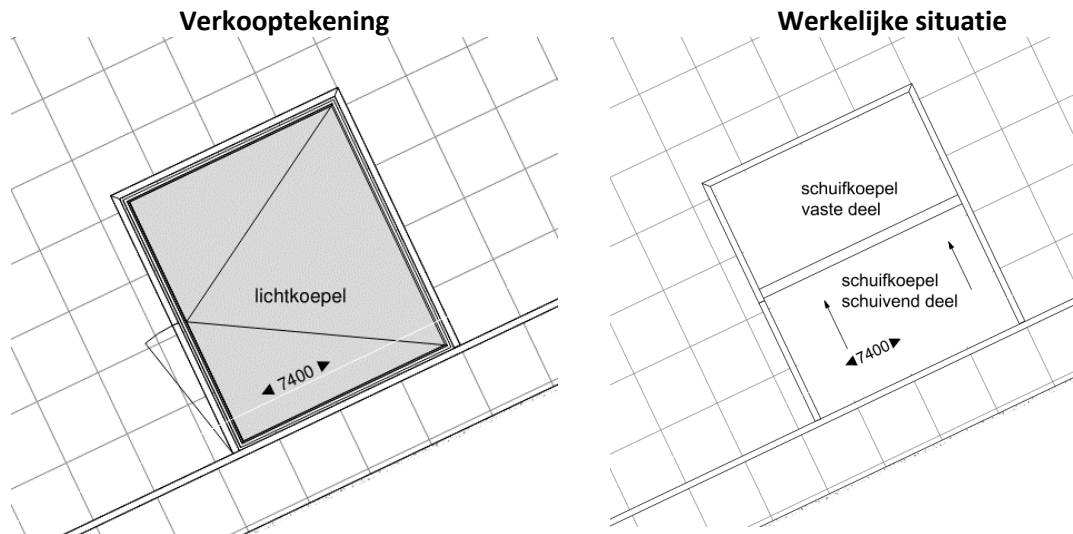 Verkooptekening
lichtkoepel
◄ 7400 ►
Werkelijke situatie
schuifkoepel
vaste deel
schuifkoepel
schuivend deel
◄7400►